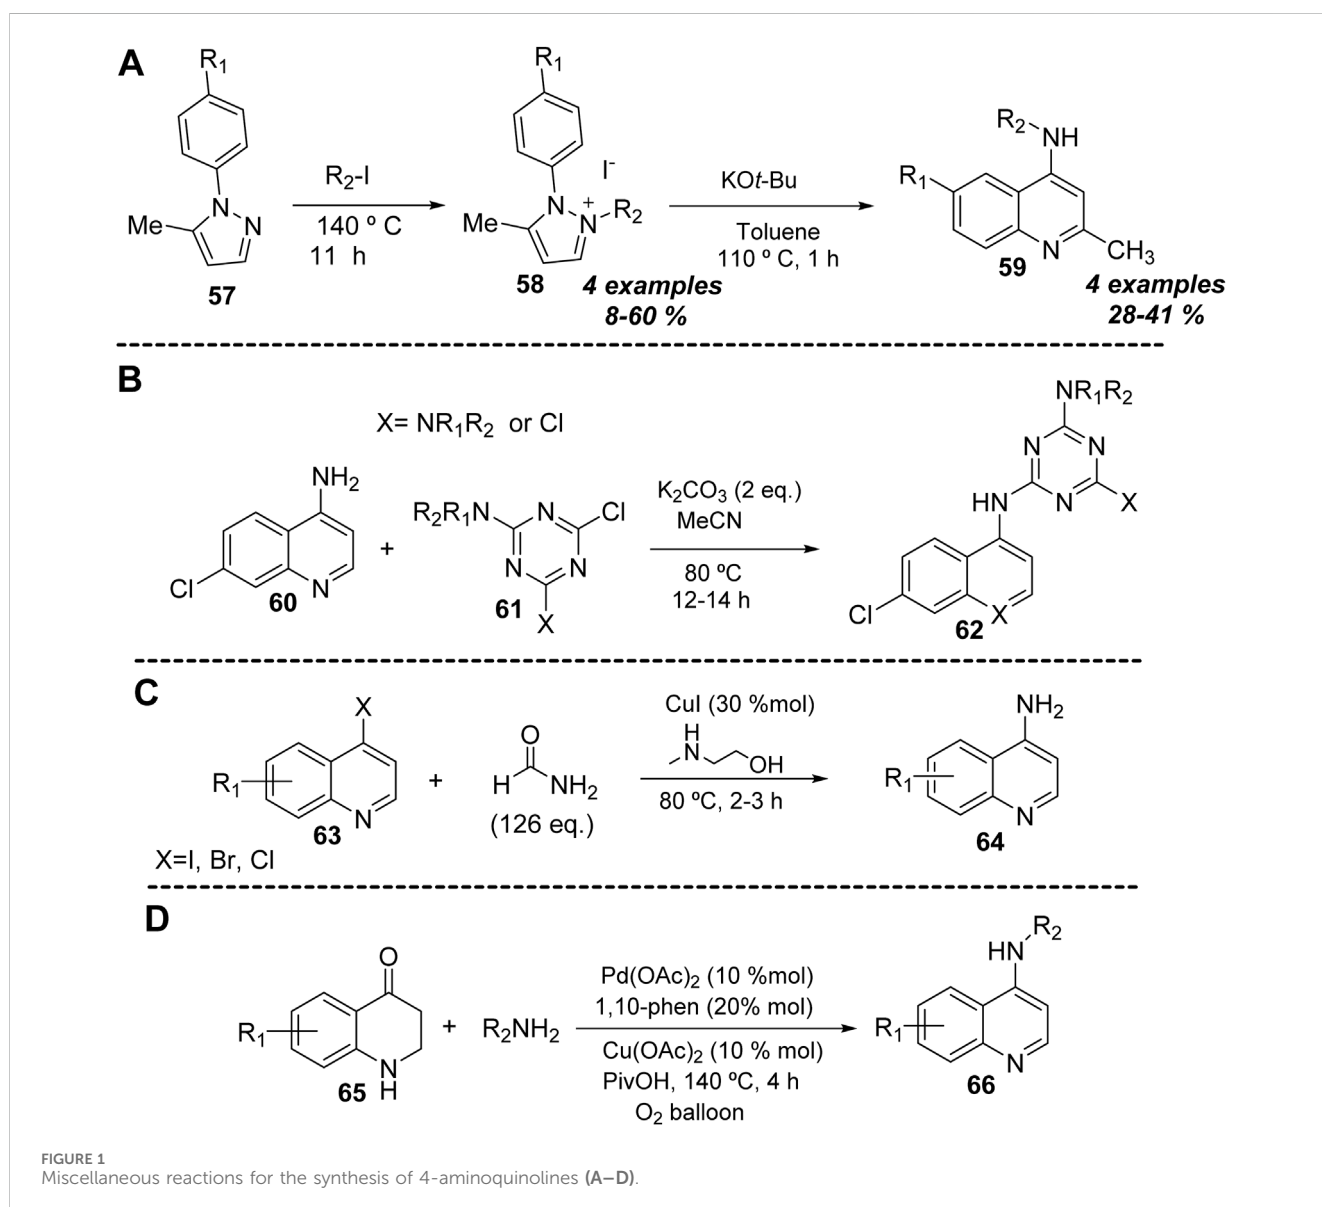 A
R1
Me
N
N
57
R2-I
140 º C
11 h
R1
I-
Me
N
N+
R2
58
4 examples
8-60 %
KOt-Bu
Toluene
110 º C, 1 h
R2
NH
R1
N
CH3
59
4 examples
28-41 %
B
X= NR1R2 or Cl
NH2
Cl
N
60
+
R2R1N
N
Cl
N
N
X
61
K2CO3 (2 eq.)
MeCN
80 ºC
12-14 h
NR1R2
N
N
N
X
HN
Cl
X
62
C
X
R1
N
63
X=I, Br, Cl
+
O
H
NH2
(126 eq.)
CuI (30 %mol)
H
N
OH
80 ºC, 2-3 h
NH2
R1
N
64
D
O
R1
N
H
65
+
R2NH2
Pd(OAc)2 (10 %mol)
1,10-phen (20% mol)
Cu(OAc)2 (10 % mol)
PivOH, 140 ºC, 4 h
O2 balloon
R2
HN
R1
N
66
FIGURE 1
Miscellaneous reactions for the synthesis of 4-aminoquinolines (A–D).